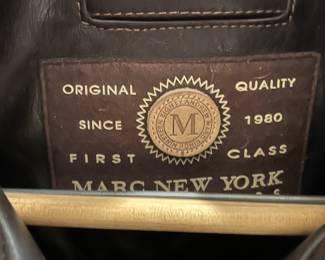 ORIGINAL QUALITY
M
SINCE 1980
FIRST CLASS
MARC NEW YORK